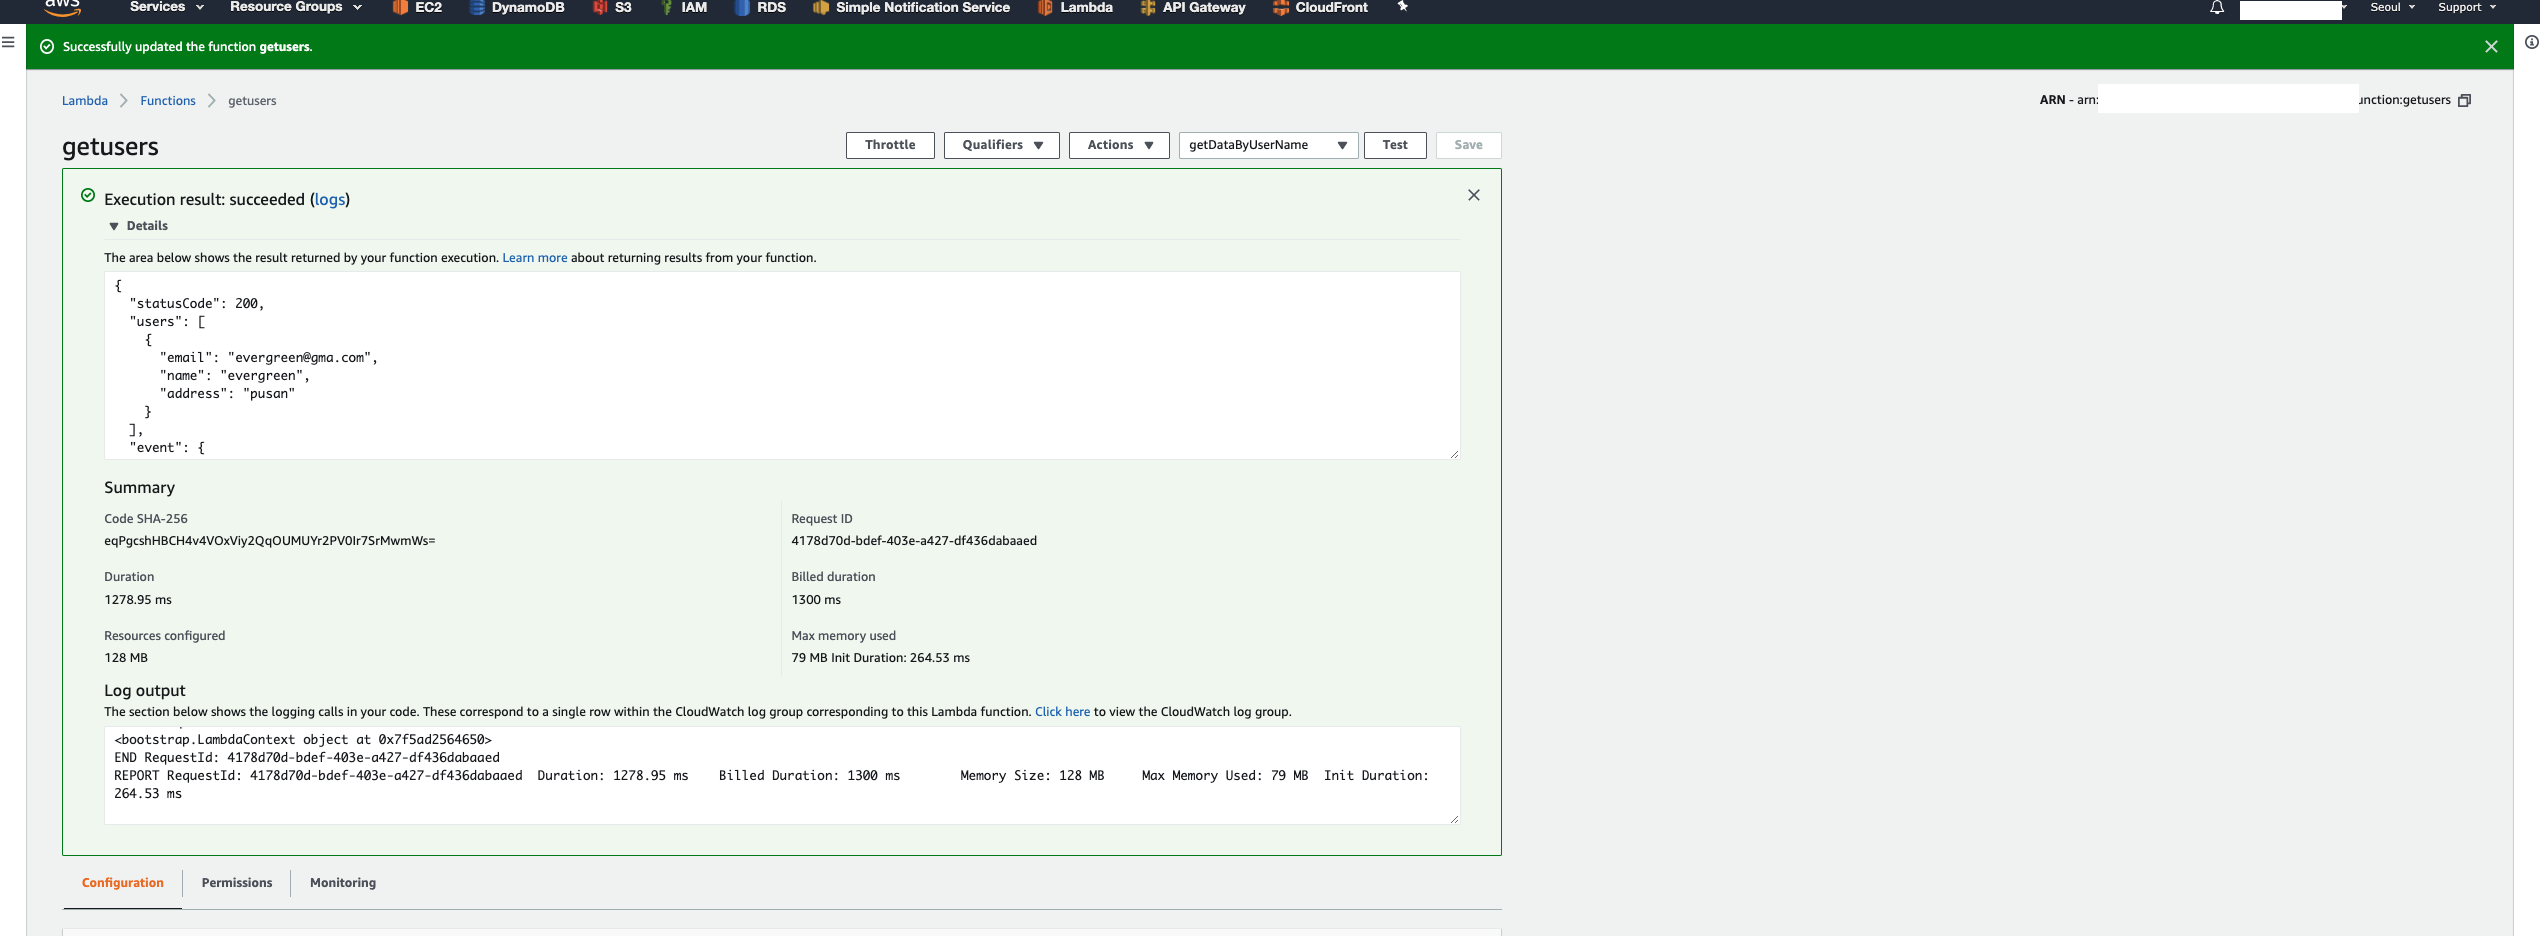 aws Services Resource Groups EC2 DynamoDB S3 IAM RDS Simple Notification Service Lambda API Gateway CloudFront Seoul Support
Successfully updated the function getusers.
Lambda Functions getusers ARN - arn: unction:getusers
getusers Throttle Qualifiers Actions getDataByUserName Test Save
Execution result: succeeded (logs)
Details
The area below shows the result returned by your function execution. Learn more about returning results from your function.
{
"statusCode": 200,
"users": [
{
"email": "evergreen@gma.com",
"name": "evergreen",
"address": "pusan"
}
],
"event": {
Summary
Code SHA-256 Request ID
eqPgcshHBCH4v4VOxViy2QqOUMUYr2PV0Ir7SrMwmWs= 4178d70d-bdef-403e-a427-df436dabaaed
Duration Billed duration
1278.95 ms 1300 ms
Resources configured Max memory used
128 MB 79 MB Init Duration: 264.53 ms
Log output
The section below shows the logging calls in your code. These correspond to a single row within the CloudWatch log group corresponding to this Lambda function. Click here to view the CloudWatch log group.
<bootstrap.LambdaContext object at 0x7f5ad2564650>
END RequestId: 4178d70d-bdef-403e-a427-df436dabaaed
REPORT RequestId: 4178d70d-bdef-403e-a427-df436dabaaed Duration: 1278.95 ms Billed Duration: 1300 ms Memory Size: 128 MB Max Memory Used: 79 MB Init Duration:
264.53 ms
Configuration Permissions Monitoring